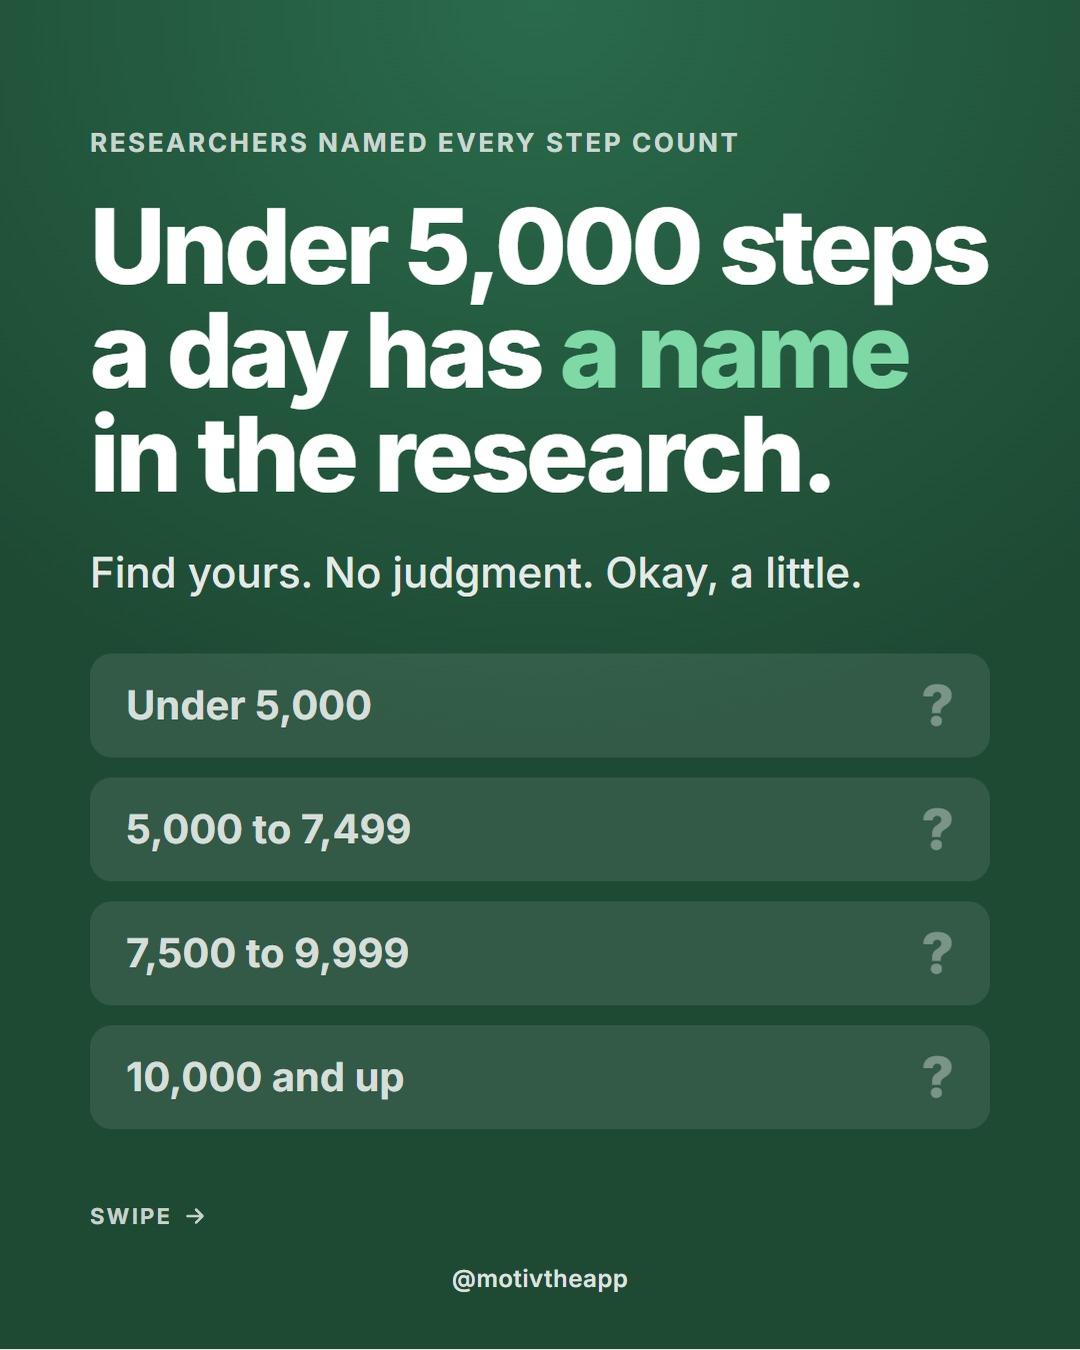 RESEARCHERS NAMED EVERY STEP COUNT
Under 5,000 steps
a day has a name
in the research.
Find yours. No judgment. Okay, a little.
Under 5,000 ?
5,000 to 7,499 ?
7,500 to 9,999 ?
10,000 and up ?
SWIPE →
@motivtheapp